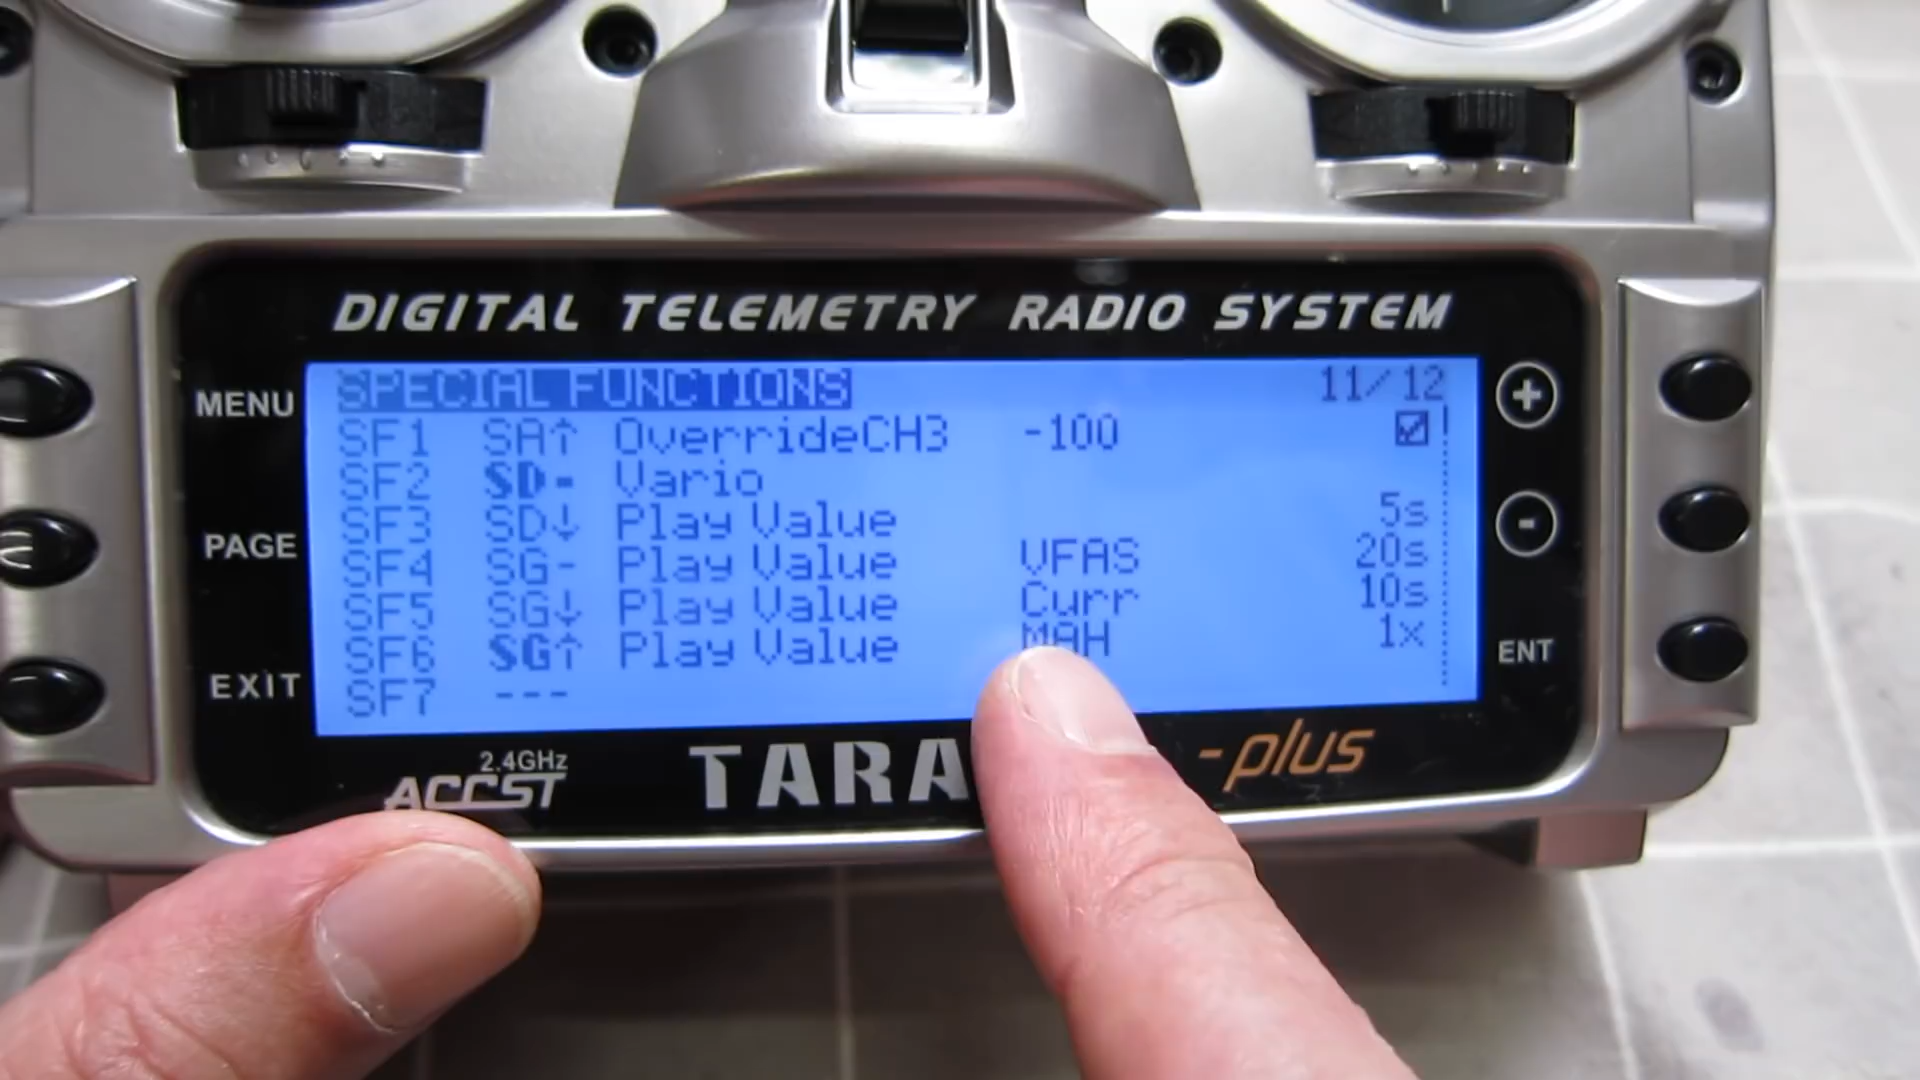 DIGITAL TELEMETRY RADIO SYSTEM
MENU
PAGE
EXIT
SPECIAL FUNCTIONS 11/12
SF1 SA↑ OverrideCH3 -100 ☑
SF2 SD- Vario
SF3 SD↓ Play Value 5s
SF4 SG- Play Value VFAS 20s
SF5 SG↓ Play Value Curr 10s
SF6 SG↑ Play Value MAH 1x
SF7 ---
+
-
ENT
2.4GHz
ACCST
TARA -plus